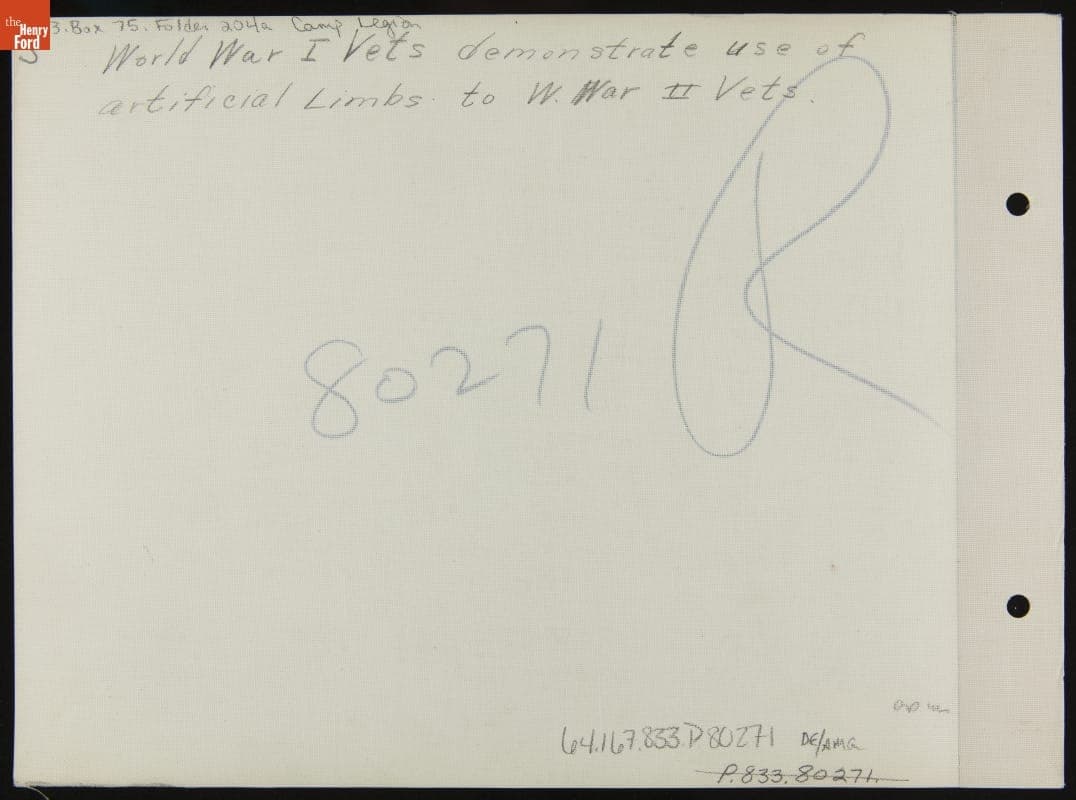 the
Henry
Ford
3. Box 75. Folder 204a Camp Legion
World War I Vets demonstrate use of
artificial Limbs to W. War II Vets.
R
80271
64.167.833.P80271 DE/AMG
P.833.80271